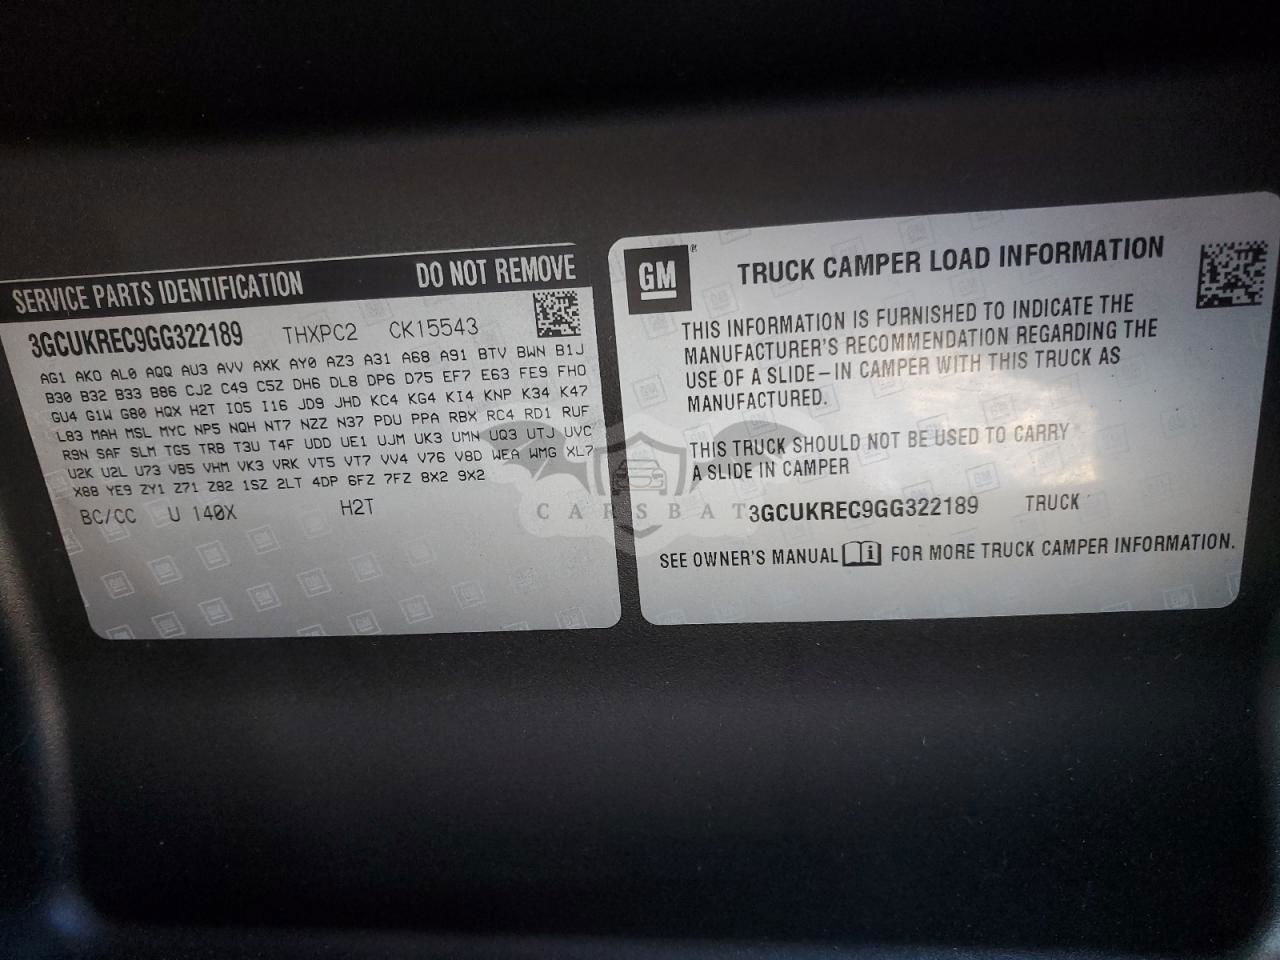 SERVICE PARTS IDENTIFICATION DO NOT REMOVE
3GCUKREC9GG322189 THXPC2 CK15543
AG1 AKO AL0 AQQ AU3 AVV AXK AY0 AZ3 A31 A68 A91 BTV BWN B1J
B30 B32 B33 B86 CJ2 C49 C5Z DH6 DL8 DP6 D75 EF7 E63 FE9 FHO
GU4 G1W G80 HQX H2T IO5 I16 JD9 JHD KC4 KG4 KI4 KNP K34 K47
L83 MAH MSL MYC NP5 NQH NT7 NZZ N37 PDU PPA RBX RC4 RD1 RUF
R9N SAF SLM TG5 TRB T3U T4F UDD UE1 UJM UK3 UMN UQ3 UTJ UVC
U2K U2L U73 VB5 VHM VK3 VRK VT5 VT7 VV4 V76 V8D WEA WMG XL7
X88 YE9 ZY1 Z71 Z82 1SZ 2LT 4DP 6FZ 7FZ 8X2 9X2
BC/CC U 140X H2T
GM ®
TRUCK CAMPER LOAD INFORMATION
THIS INFORMATION IS FURNISHED TO INDICATE THE
MANUFACTURER'S RECOMMENDATION REGARDING THE
USE OF A SLIDE-IN CAMPER WITH THIS TRUCK AS
MANUFACTURED.
THIS TRUCK SHOULD NOT BE USED TO CARRY
A SLIDE IN CAMPER
3GCUKREC9GG322189 TRUCK
SEE OWNER'S MANUAL i FOR MORE TRUCK CAMPER INFORMATION.
CARSBAT